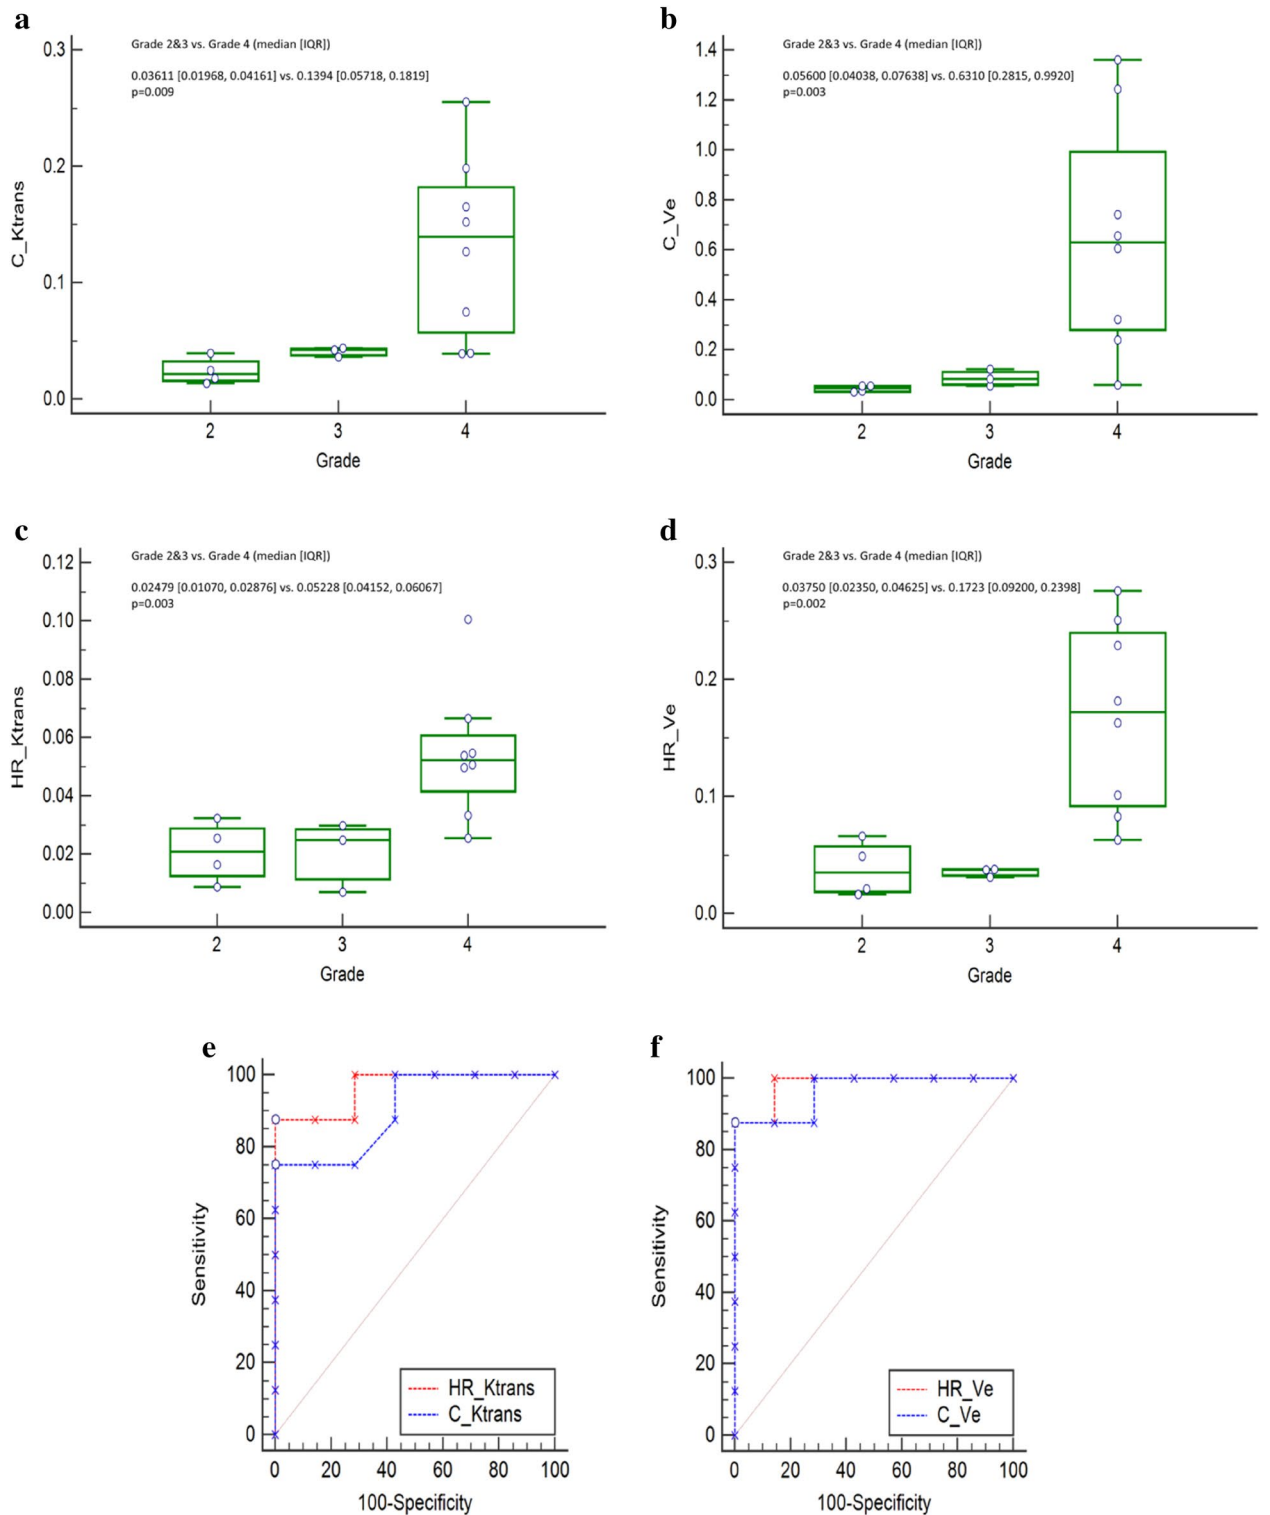 a
Grade 2&3 vs. Grade 4 (median [IQR])
0.03611 [0.01968, 0.04161] vs. 0.1394 [0.05718, 0.1819]
p=0.009
C_Ktrans
0.3
0.2
0.1
0.0
2 3 4
Grade
b
Grade 2&3 vs. Grade 4 (median [IQR])
0.05600 [0.04038, 0.07638] vs. 0.6310 [0.2815, 0.9920]
p=0.003
C_Ve
1.4
1.2
1.0
0.8
0.6
0.4
0.2
0.0
2 3 4
Grade
c
Grade 2&3 vs. Grade 4 (median [IQR])
0.02479 [0.01070, 0.02876] vs. 0.05228 [0.04152, 0.06067]
p=0.003
HR_Ktrans
0.12
0.10
0.08
0.06
0.04
0.02
0.00
2 3 4
Grade
d
Grade 2&3 vs. Grade 4 (median [IQR])
0.03750 [0.02350, 0.04625] vs. 0.1723 [0.09200, 0.2398]
p=0.002
HR_Ve
0.3
0.2
0.1
0.0
2 3 4
Grade
e
Sensitivity
100
80
60
40
20
0
HR_Ktrans
C_Ktrans
0 20 40 60 80 100
100-Specificity
f
Sensitivity
100
80
60
40
20
0
HR_Ve
C_Ve
0 20 40 60 80 100
100-Specificity